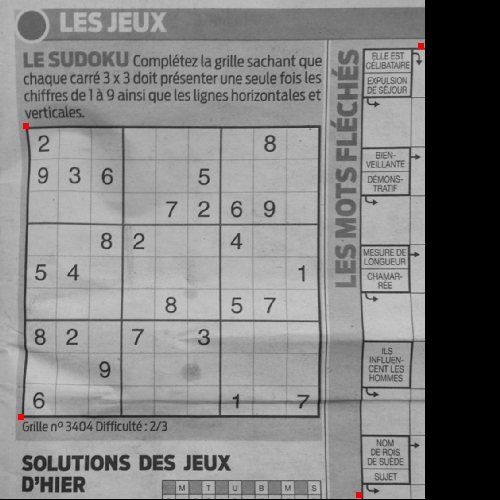 LES JEUX
LE SUDOKU Complétez la grille sachant que
chaque carré 3 x 3 doit présenter une seule fois les
chiffres de 1 à 9 ainsi que les lignes horizontales et
verticales.
2 8
9 3 6 5
7 2 6 9
8 2 4
5 4 1
8 5 7
8 2 7 3
9
6 1 7
Grille nº 3404 Difficulté : 2/3
SOLUTIONS DES JEUX
D'HIER
M T U B M S
LES MOTS FLÉCHÉS
ELLE EST
CÉLIBATAIRE
EXPULSION
DE SÉJOUR
BIEN-
VEILLANTE
DÉMONS-
TRATIF
MESURE DE
LONGUEUR
CHAMAR-
RÉE
ILS
INFLUEN-
CENT LES
HOMMES
NOM
DE ROIS
DE SUÈDE
SUJET